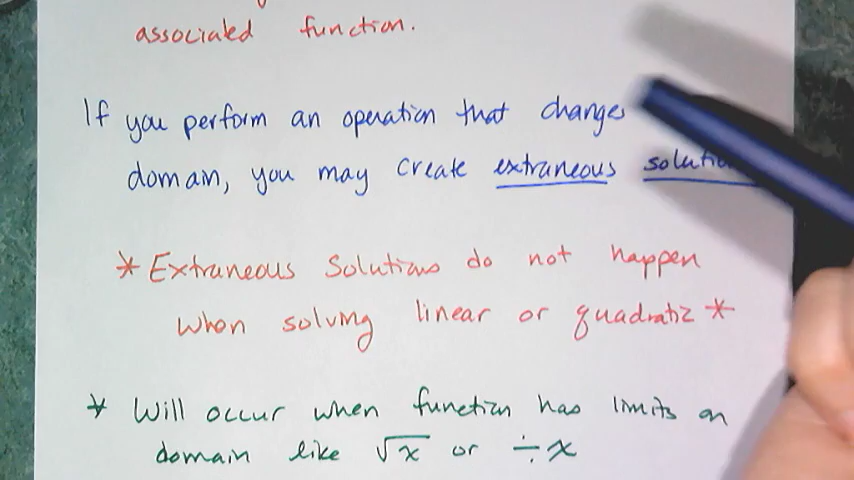 associated function.
If you perform an operation that changes
domain, you may create extraneous
* Extraneous Solutions do not happen
when solving linear or quadratic *
* Will occur when function has limits on
domain like √x or ÷x